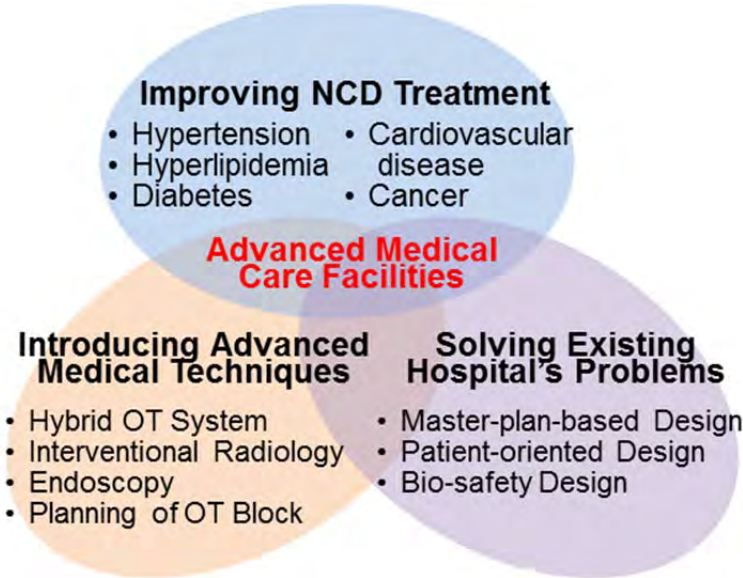 Improving NCD Treatment
• Hypertension
• Hyperlipidemia
• Diabetes
• Cardiovascular
disease
• Cancer
Advanced Medical
Care Facilities
Introducing Advanced
Medical Techniques
• Hybrid OT System
• Interventional Radiology
• Endoscopy
• Planning of OT Block
Solving Existing
Hospital's Problems
• Master-plan-based Design
• Patient-oriented Design
• Bio-safety Design